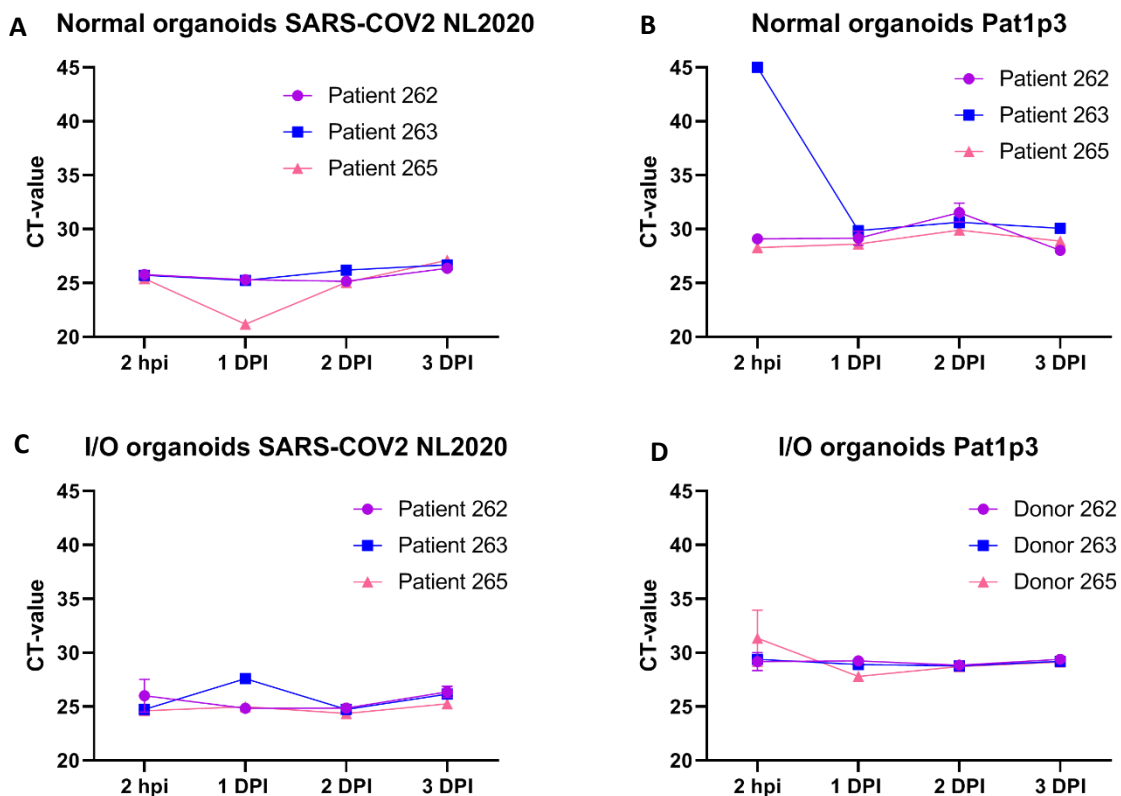 A
Normal organoids SARS-COV2 NL2020
45
40
35
30
25
20
CT-value
Patient 262
Patient 263
Patient 265
2 hpi 1 DPI 2 DPI 3 DPI
B
Normal organoids Pat1p3
45
40
35
30
25
20
CT-value
Patient 262
Patient 263
Patient 265
2 hpi 1 DPI 2 DPI 3 DPI
C
I/O organoids SARS-COV2 NL2020
45
40
35
30
25
20
CT-value
Patient 262
Patient 263
Patient 265
2 hpi 1 DPI 2 DPI 3 DPI
D
I/O organoids Pat1p3
45
40
35
30
25
20
CT-value
Donor 262
Donor 263
Donor 265
2 hpi 1 DPI 2 DPI 3 DPI